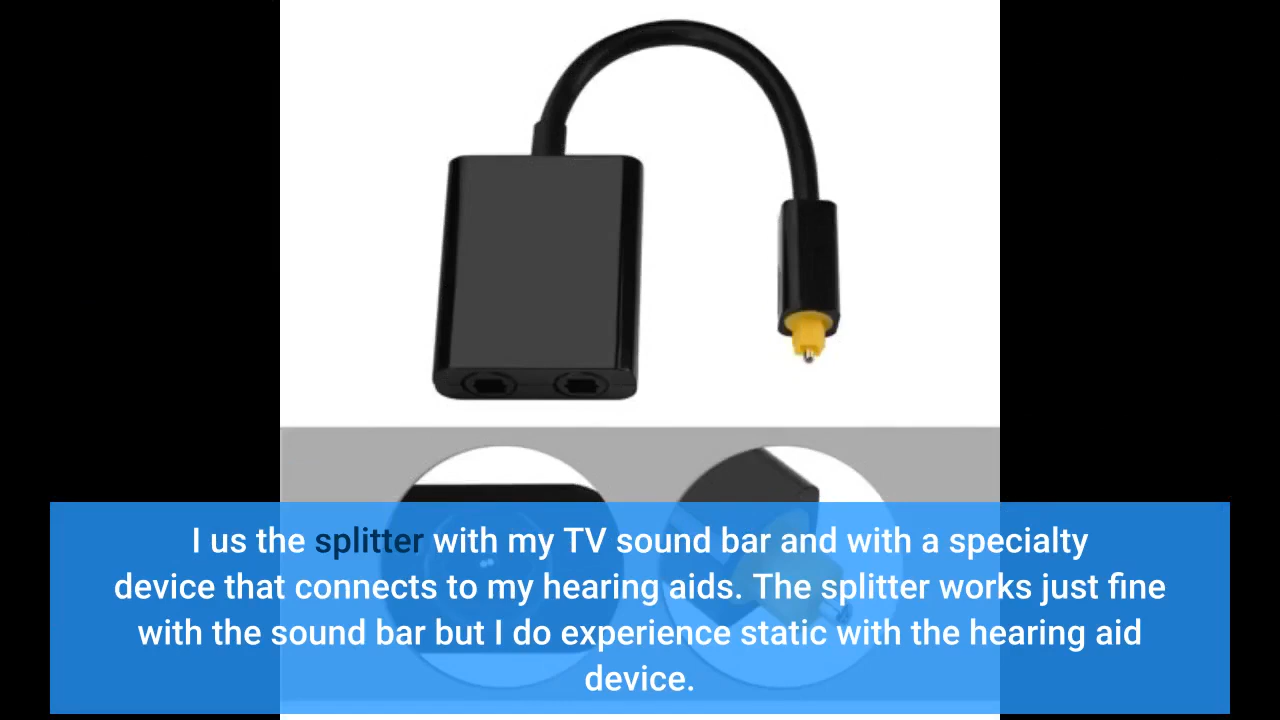 I us the splitter with my TV sound bar and with a specialty
device that connects to my hearing aids. The splitter works just fine
with the sound bar but I do experience static with the hearing aid
device.